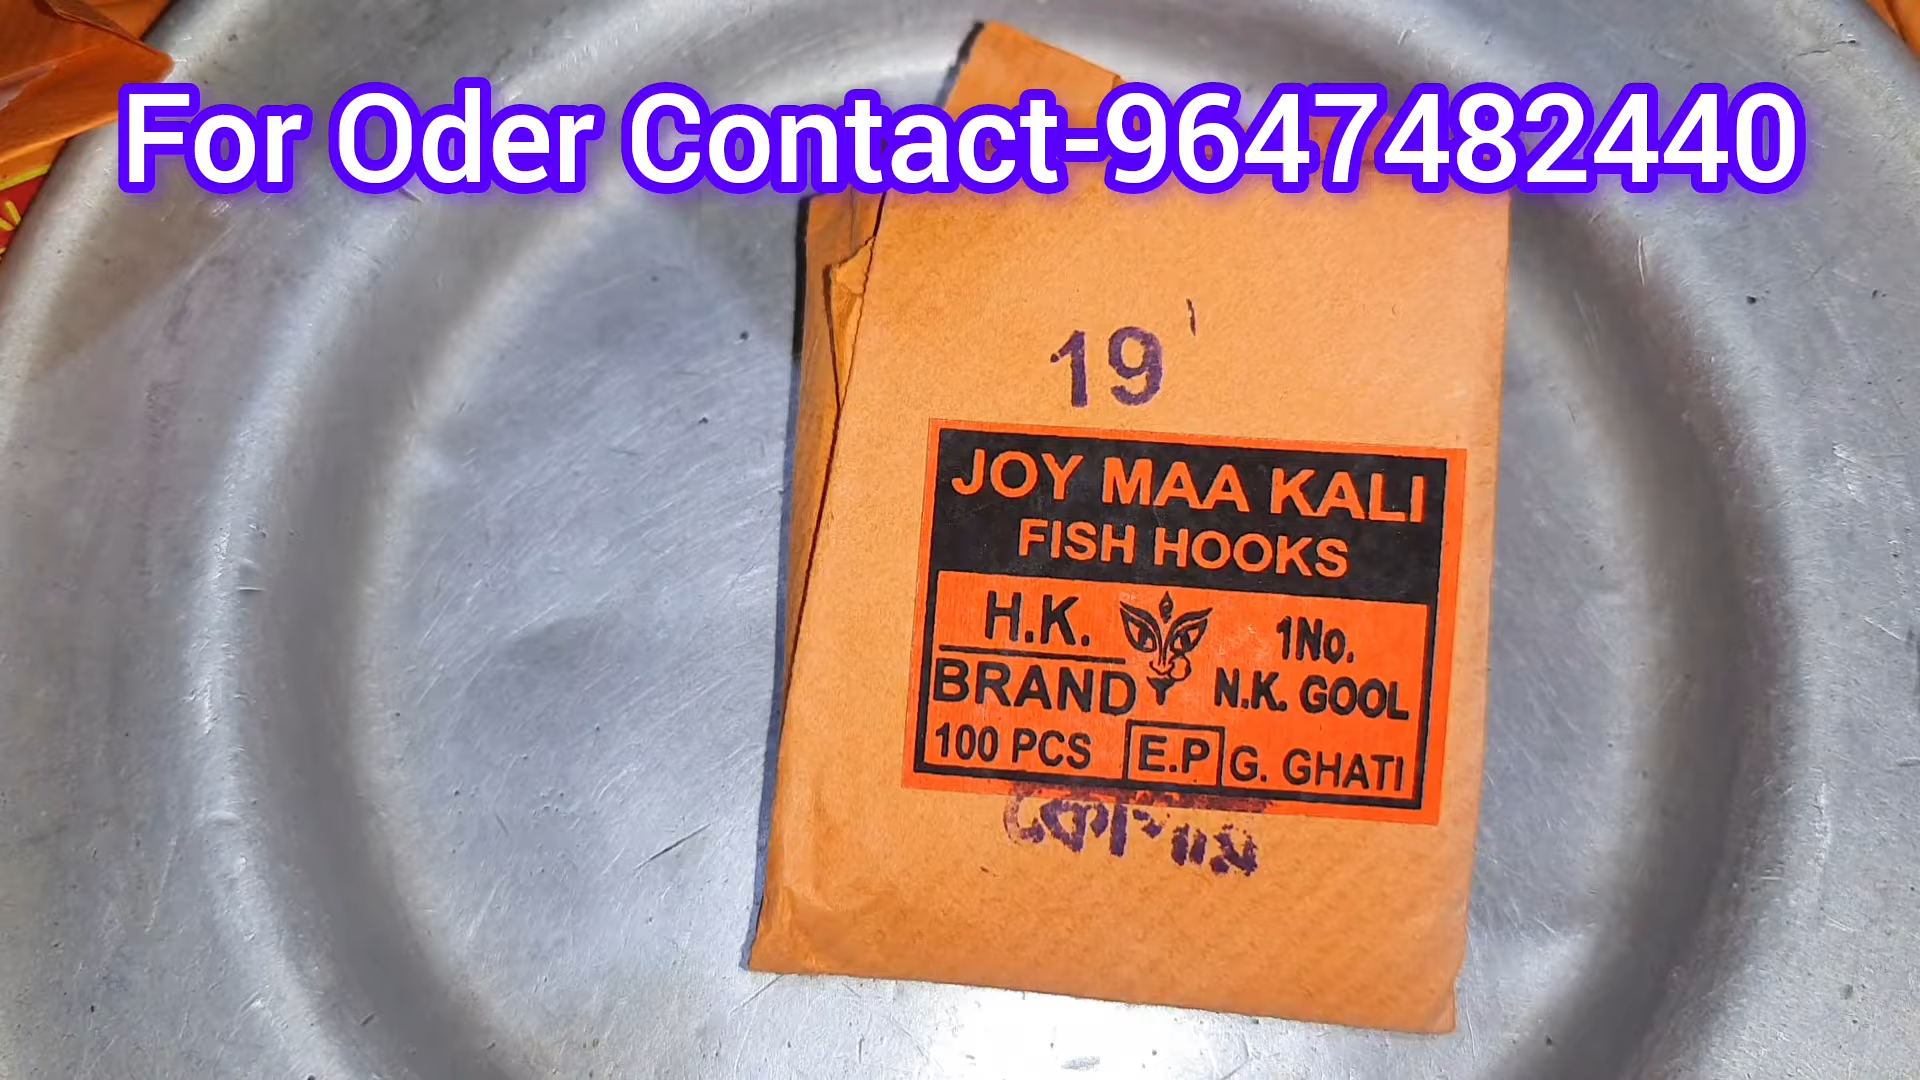 For Oder Contact-9647482440
19
JOY MAA KALI
FISH HOOKS
H.K.
BRAND
1No.
N.K. GOOL
100 PCS
E.P
G. GHATI